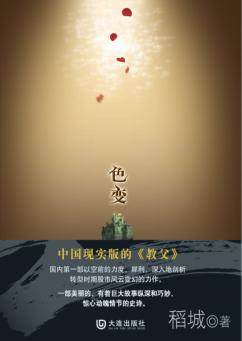 色
变
中国现实版的《教父》
国内第一部以空前的力度、犀利、深入地剖析
转型时期股市风云变幻的力作。
一部美丽的、有着巨大故事纵深和巧妙、
惊心动魄情节的史诗。
大连出版社
稻城◎著